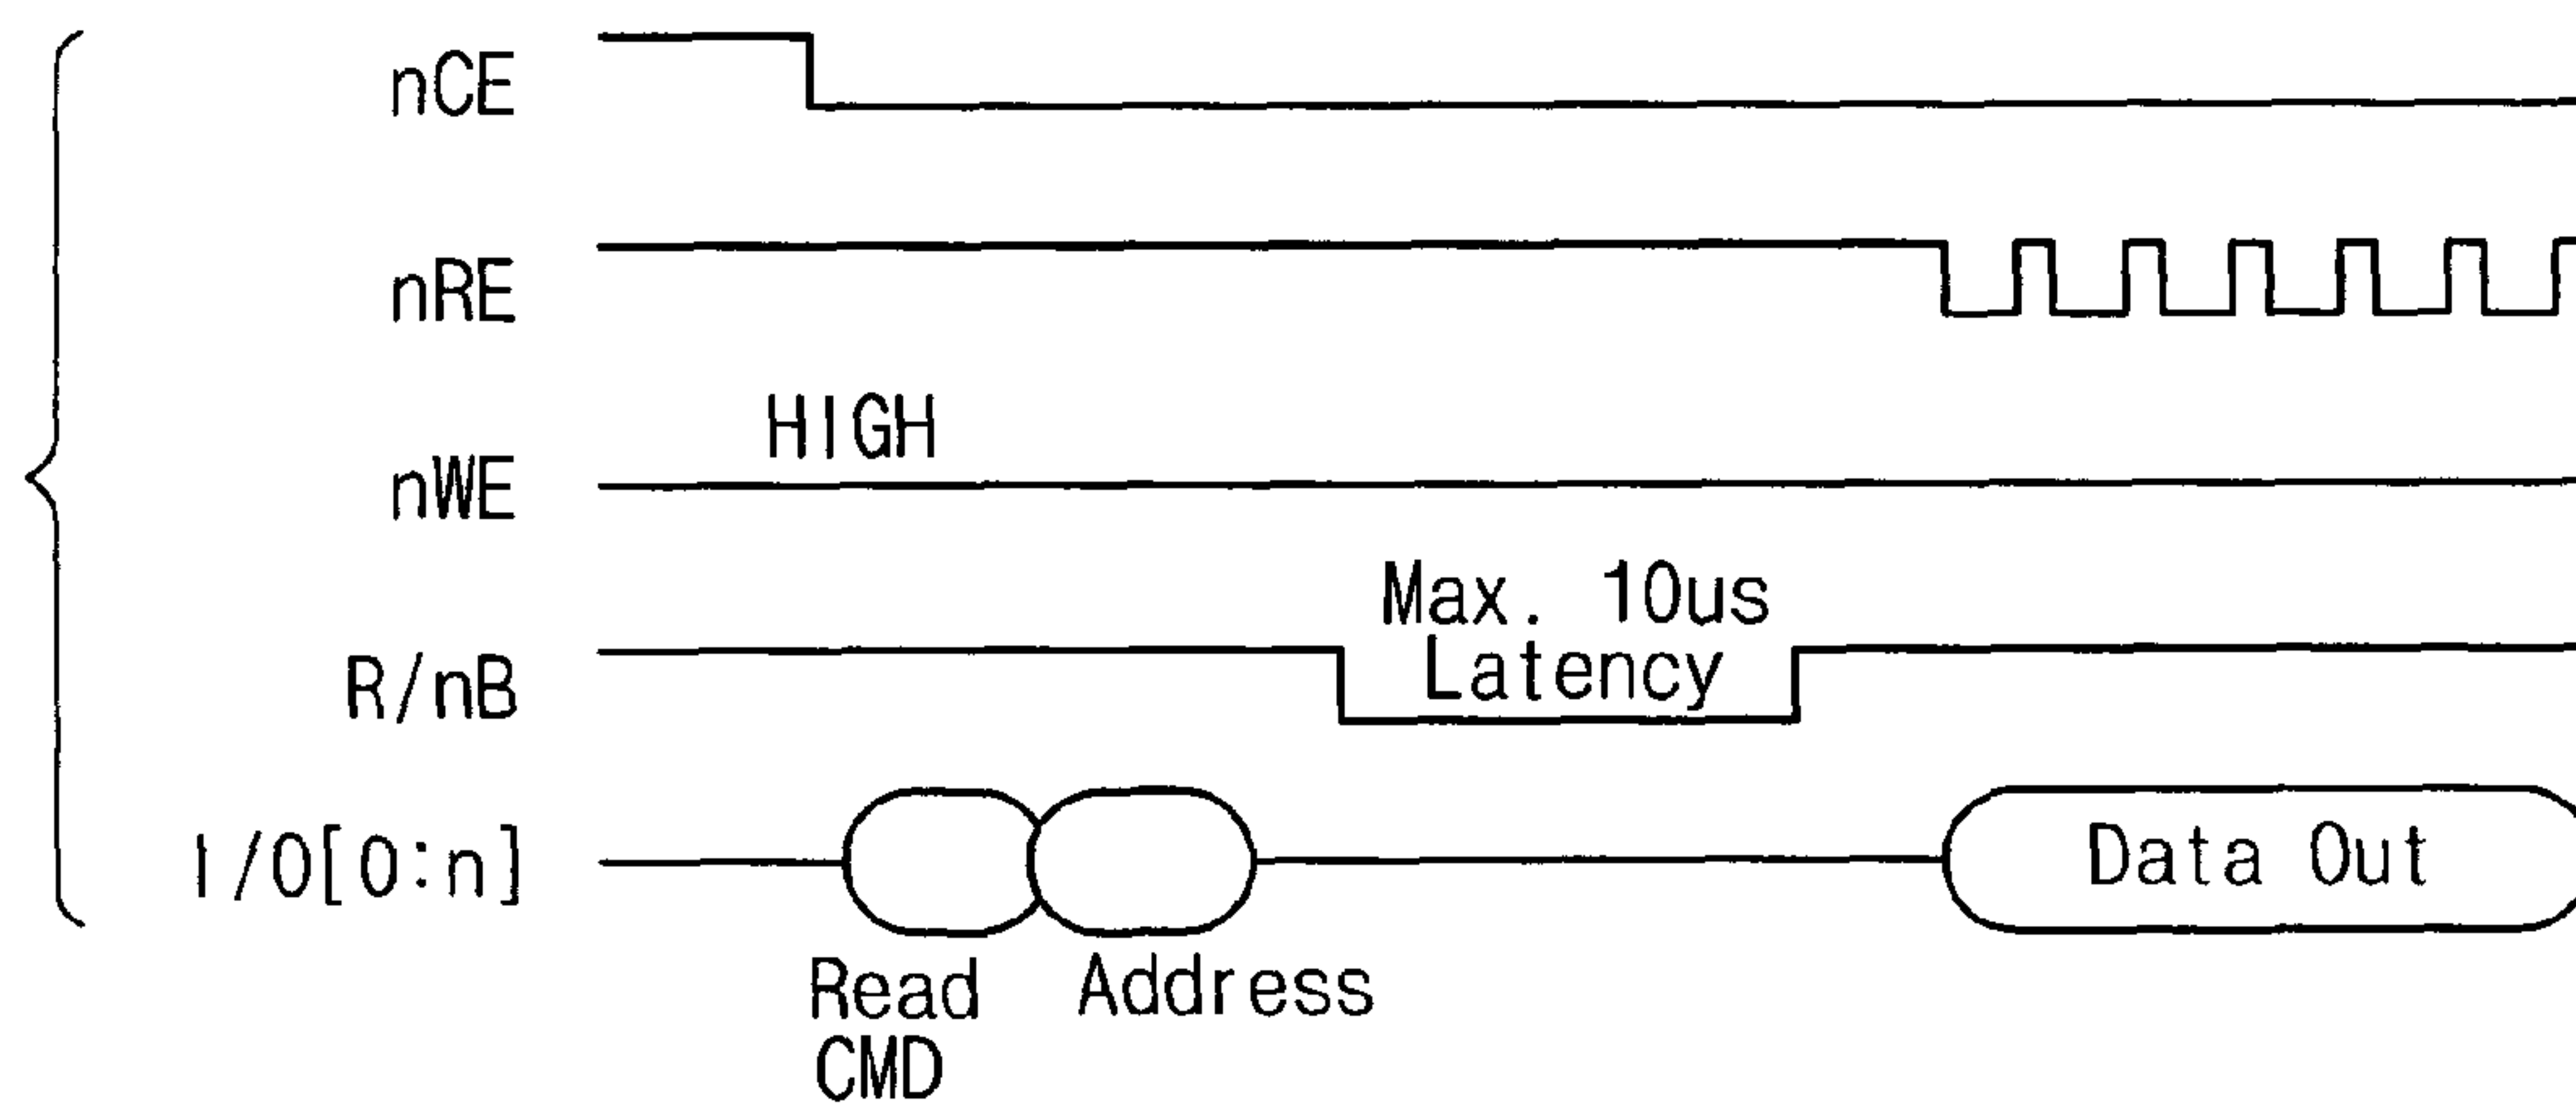 nCE
nRE
HIGH
nWE
Max. 10us
Latency
R/nB
I/O[0:n]
Data Out
Read Address
CMD